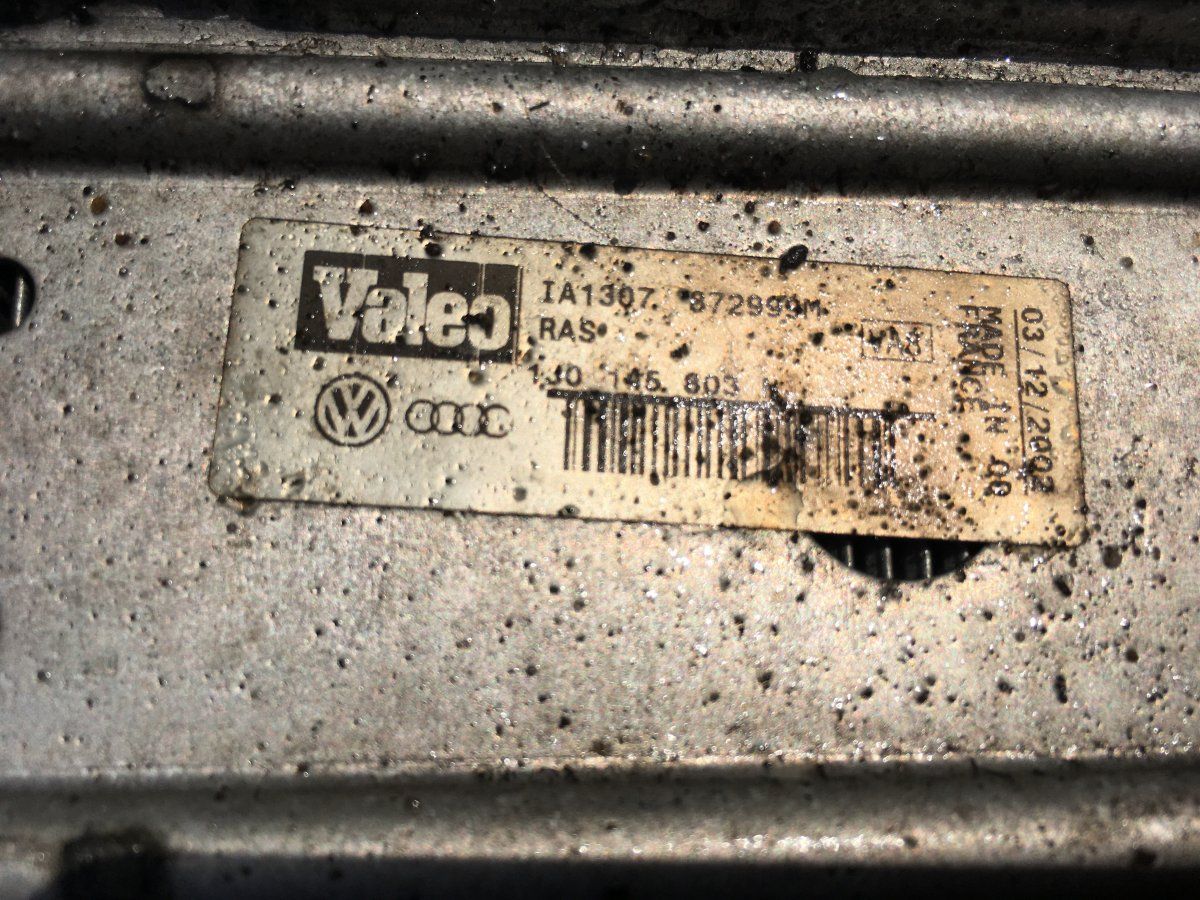 Valeo
IA1307 872999M
RAS
1J0 145 803
03/12/2002
MADE IN
FRANCE